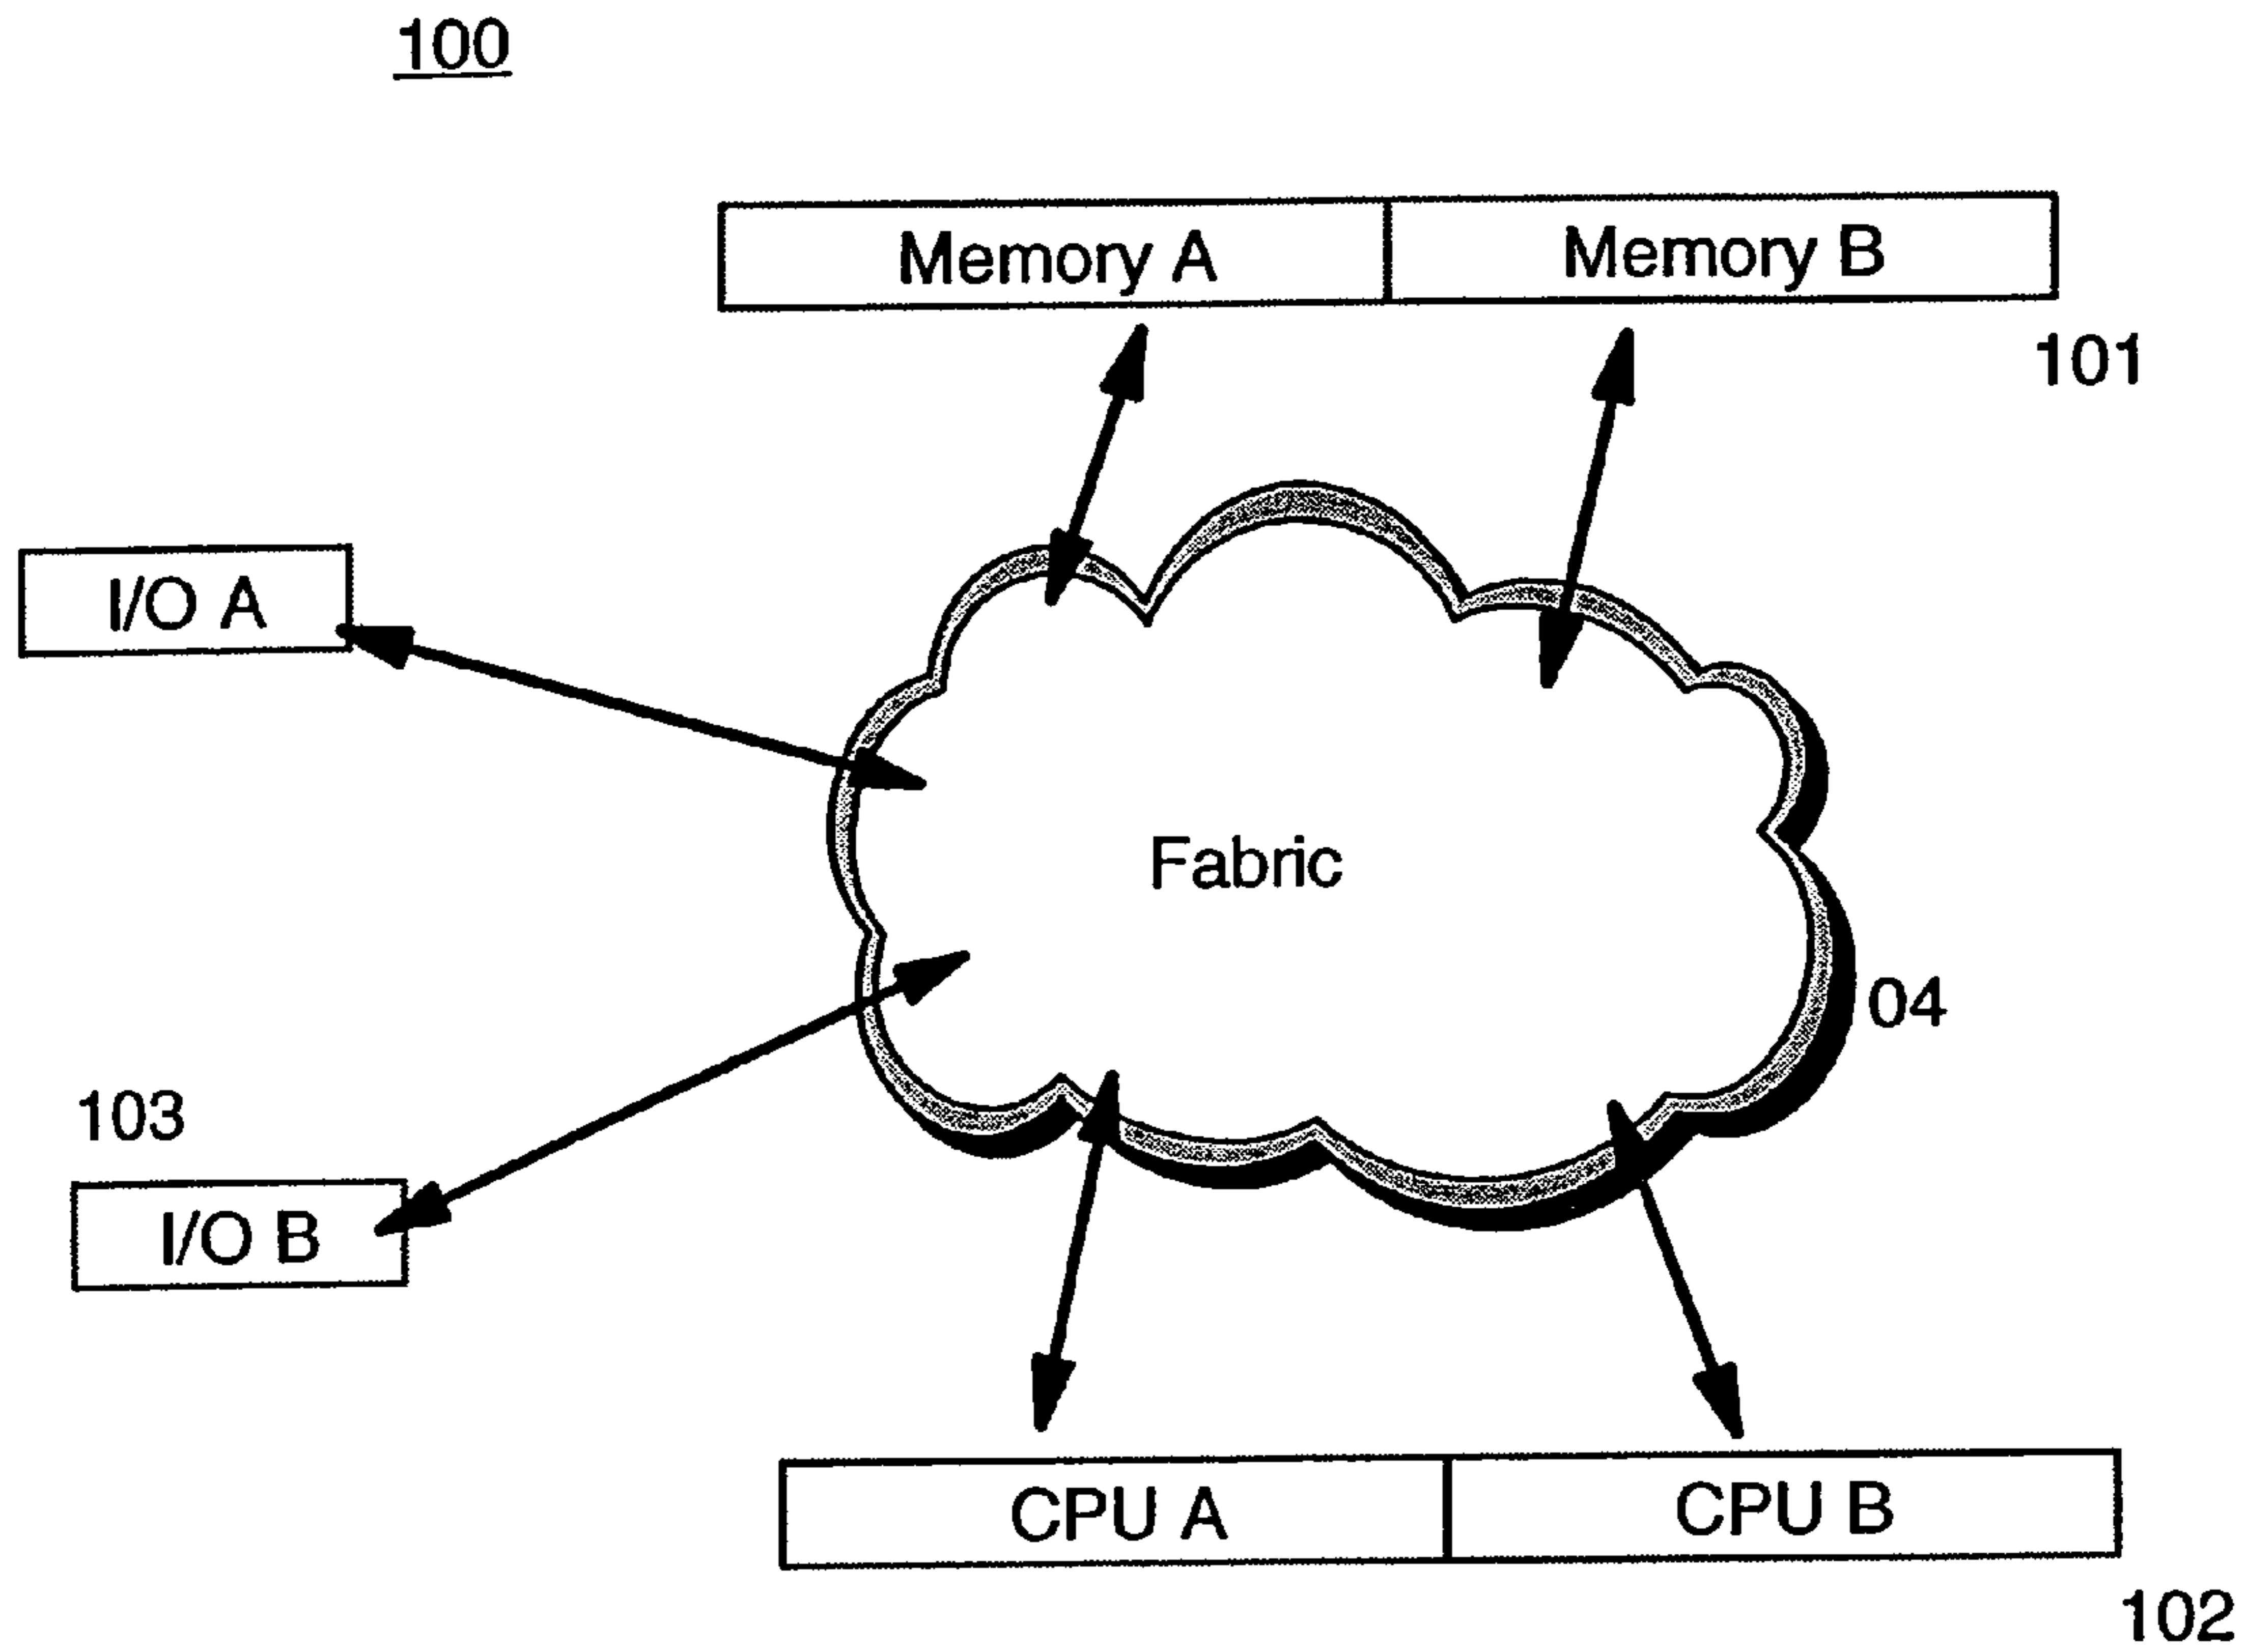 100
Memory A Memory B
101
I/O A
Fabric
04
103
I/O B
CPU A CPU B
102